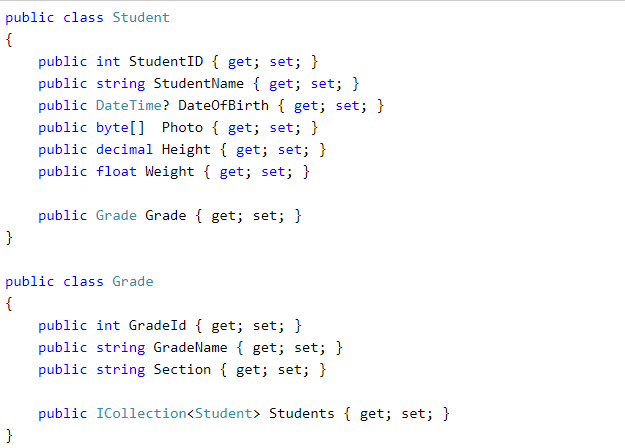 public class Student
{
    public int StudentID { get; set; }
    public string StudentName { get; set; }
    public DateTime? DateOfBirth { get; set; }
    public byte[]  Photo { get; set; }
    public decimal Height { get; set; }
    public float Weight { get; set; }

    public Grade Grade { get; set; }
}

public class Grade
{
    public int GradeId { get; set; }
    public string GradeName { get; set; }
    public string Section { get; set; }

    public ICollection<Student> Students { get; set; }
}